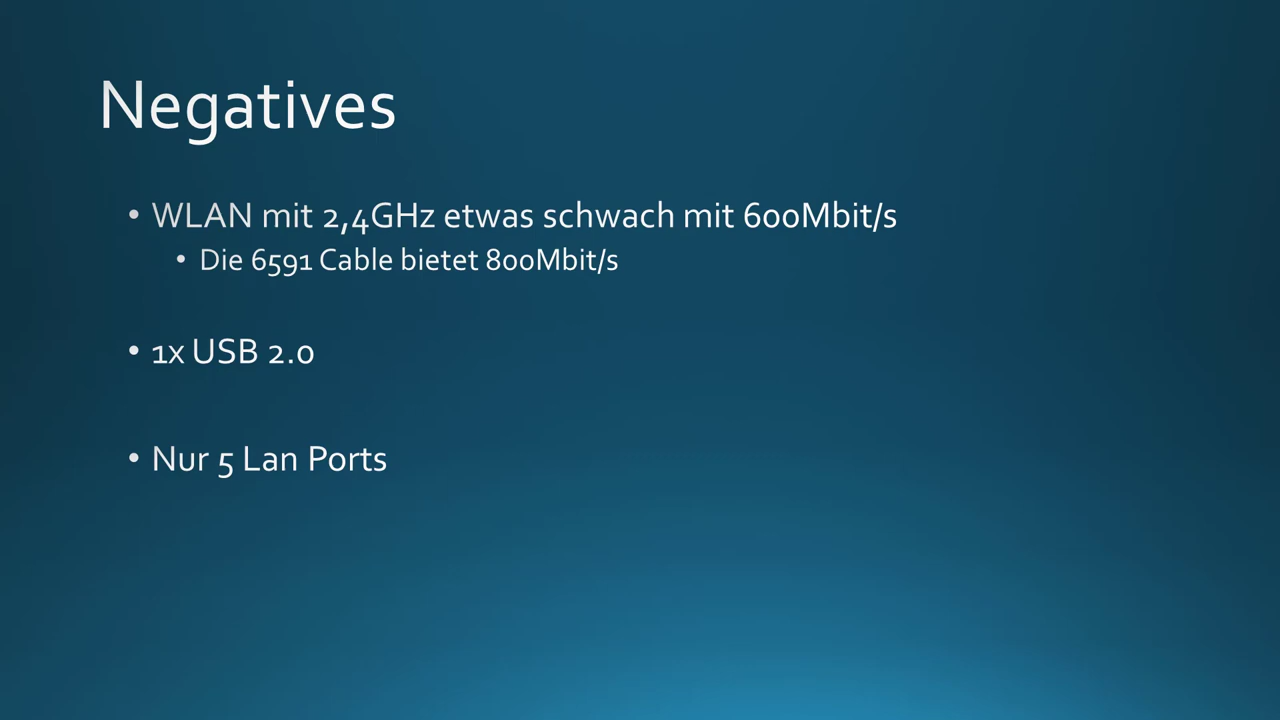 Negatives
• WLAN mit 2,4GHz etwas schwach mit 600Mbit/s
• Die 6591 Cable bietet 800Mbit/s
• 1x USB 2.0
• Nur 5 Lan Ports